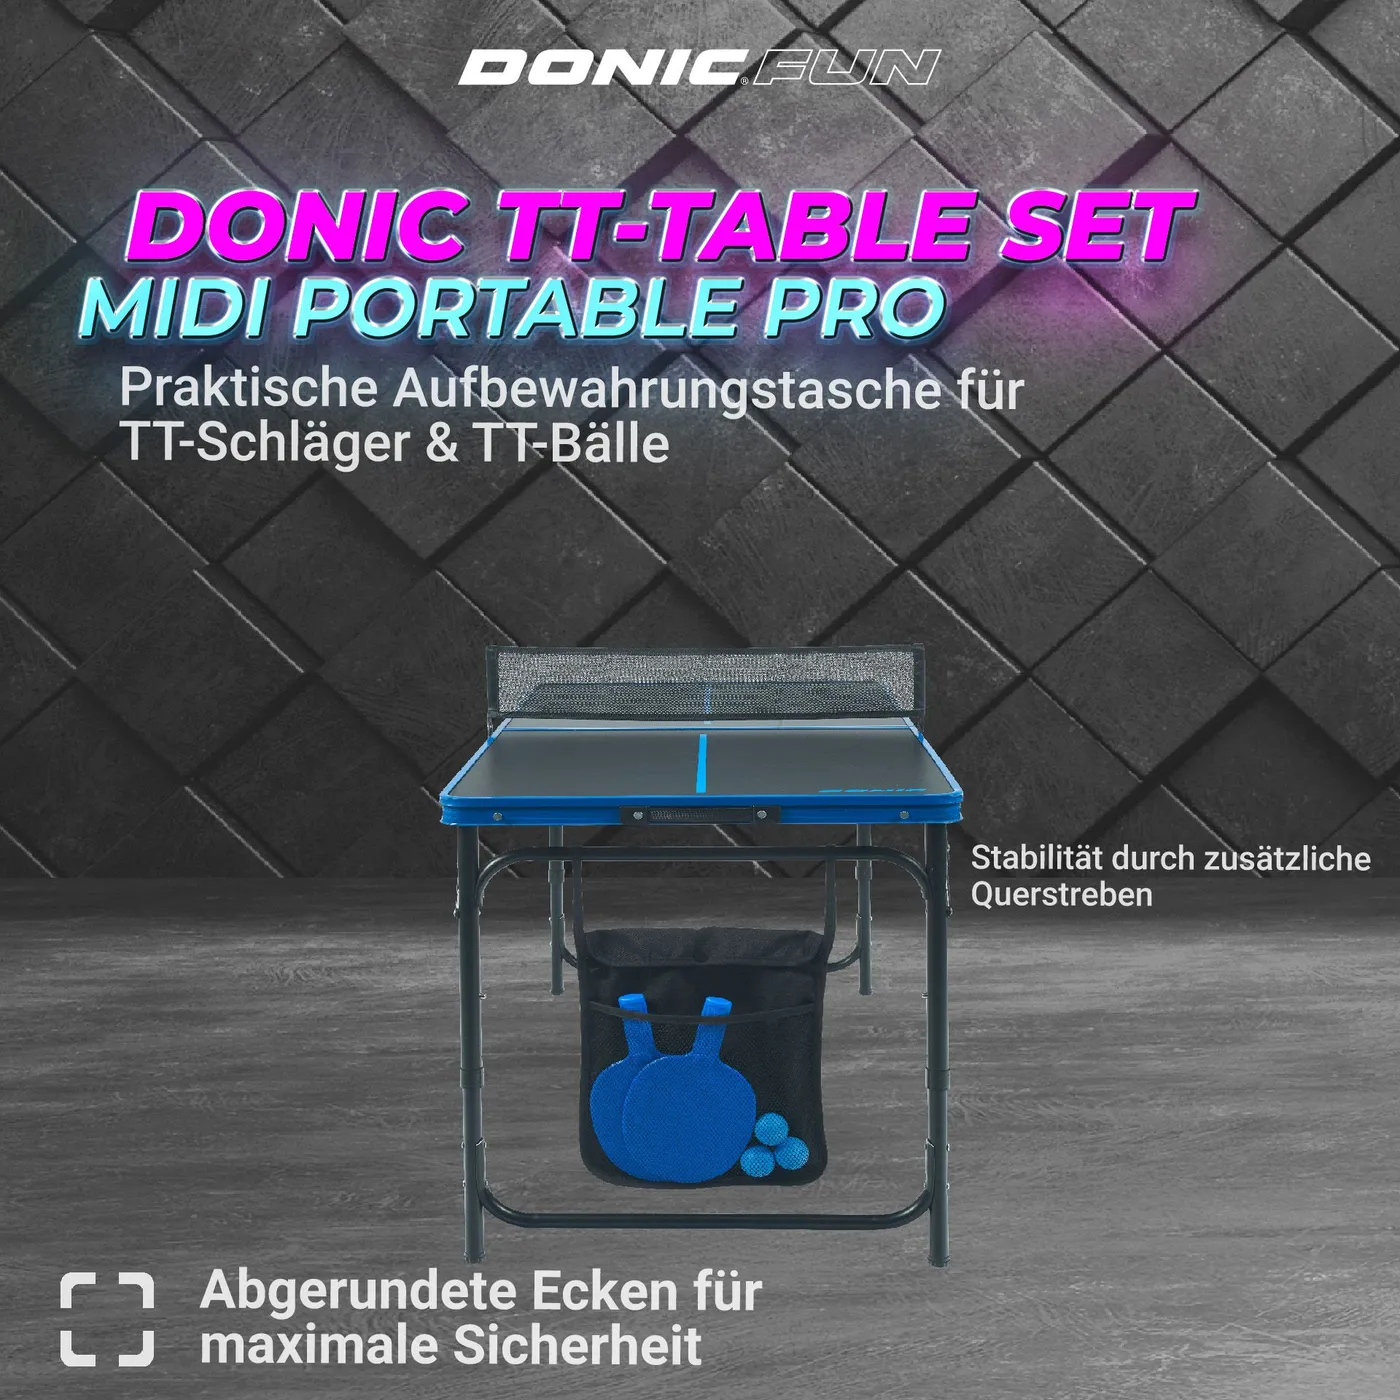 DONIC®FUN
DONIC TT-TABLE SET
MIDI PORTABLE PRO
Praktische Aufbewahrungstasche für
TT-Schläger & TT-Bälle
DONIC
Stabilität durch zusätzliche
Querstreben
Abgerundete Ecken für
maximale Sicherheit